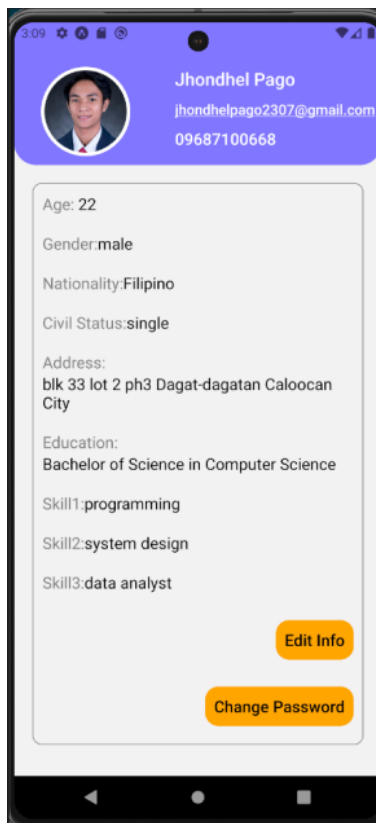 3:09
Jhondhel Pago
jhondhelpago2307@gmail.com
09687100668
Age: 22
Gender:male
Nationality:Filipino
Civil Status:single
Address:
blk 33 lot 2 ph3 Dagat-dagatan Caloocan
City
Education:
Bachelor of Science in Computer Science
Skill1:programming
Skill2:system design
Skill3:data analyst
Edit Info
Change Password